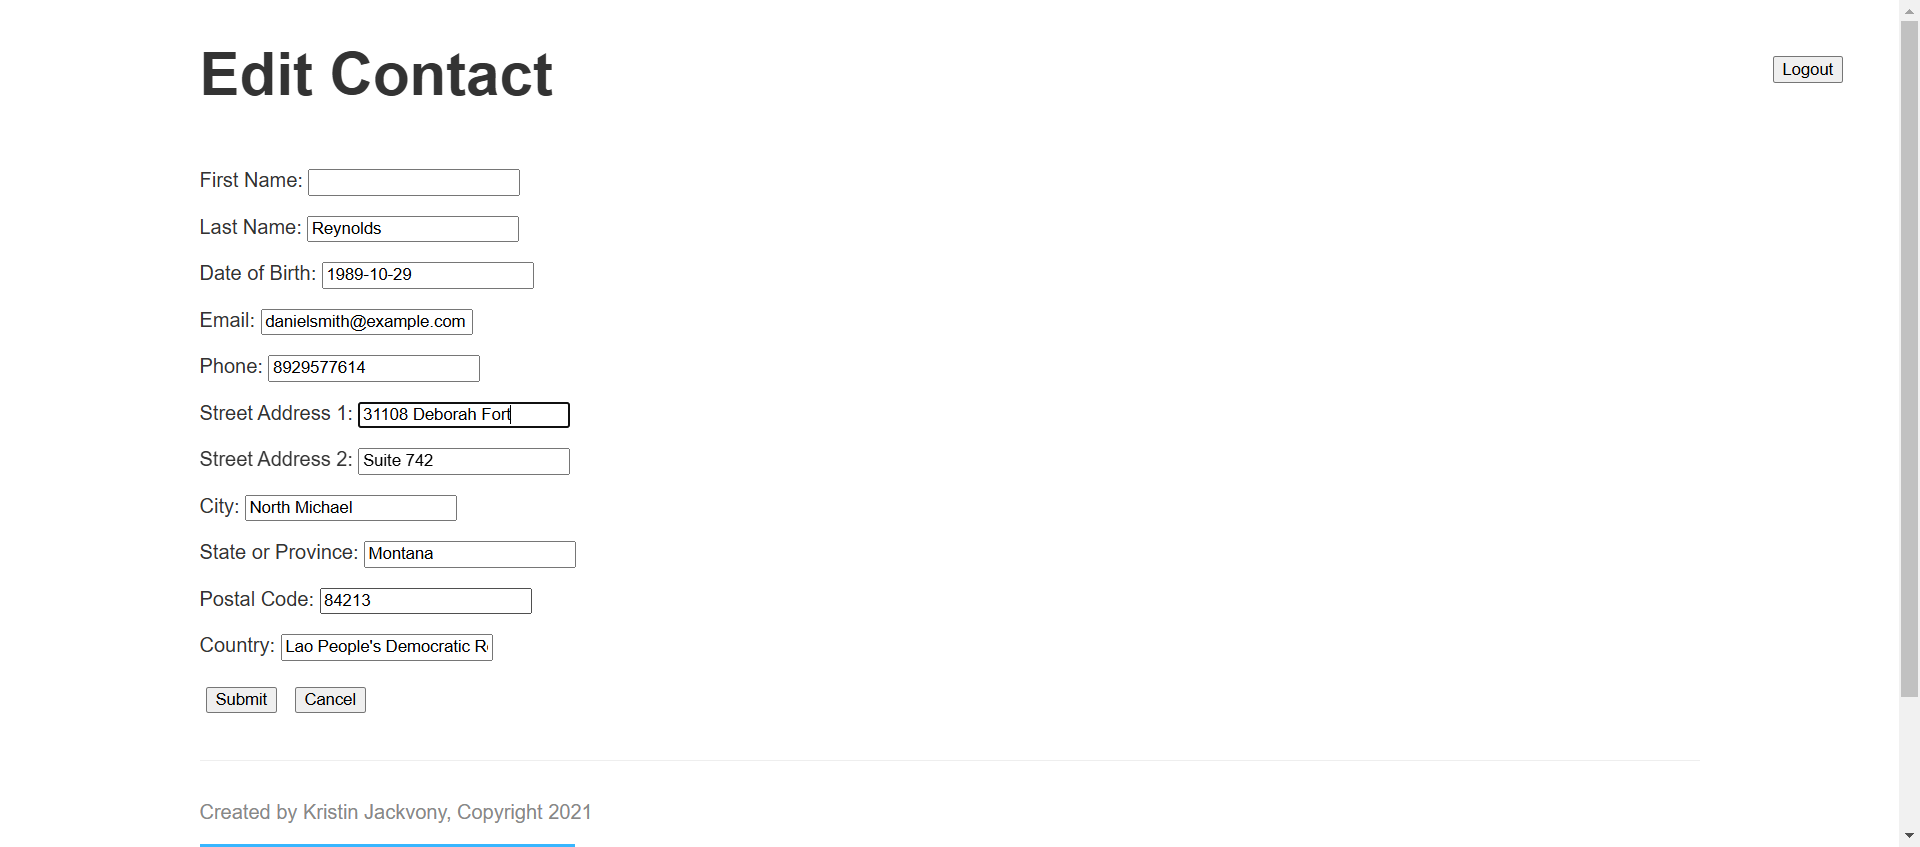 Edit Contact
Logout
First Name:
Last Name: Reynolds
Date of Birth: 1989-10-29
Email: danielsmith@example.com
Phone: 8929577614
Street Address 1: 31108 Deborah Fort
Street Address 2: Suite 742
City: North Michael
State or Province: Montana
Postal Code: 84213
Country: Lao People's Democratic R
Submit Cancel
Created by Kristin Jackvony, Copyright 2021